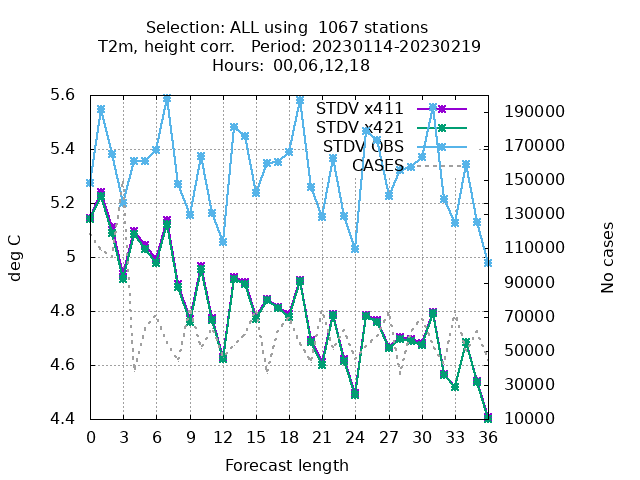 Selection: ALL using  1067 stations
T2m, height corr.   Period: 20230114-20230219
Hours:  00,06,12,18
STDV x411
STDV x421
STDV OBS
CASES
5.6
5.4
5.2
5
4.8
4.6
4.4
deg C
190000
170000
150000
130000
110000
90000
70000
50000
30000
10000
No cases
0 3 6 9 12 15 18 21 24 27 30 33 36
Forecast length